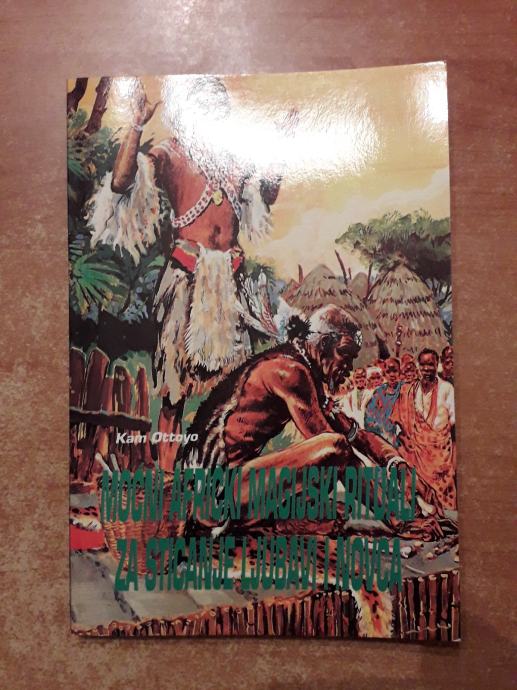 Kam Ottoyo
MOĆNI AFRIČKI MAGIJSKI RITUALI
ZA STICANJE LJUBAVI I NOVCA